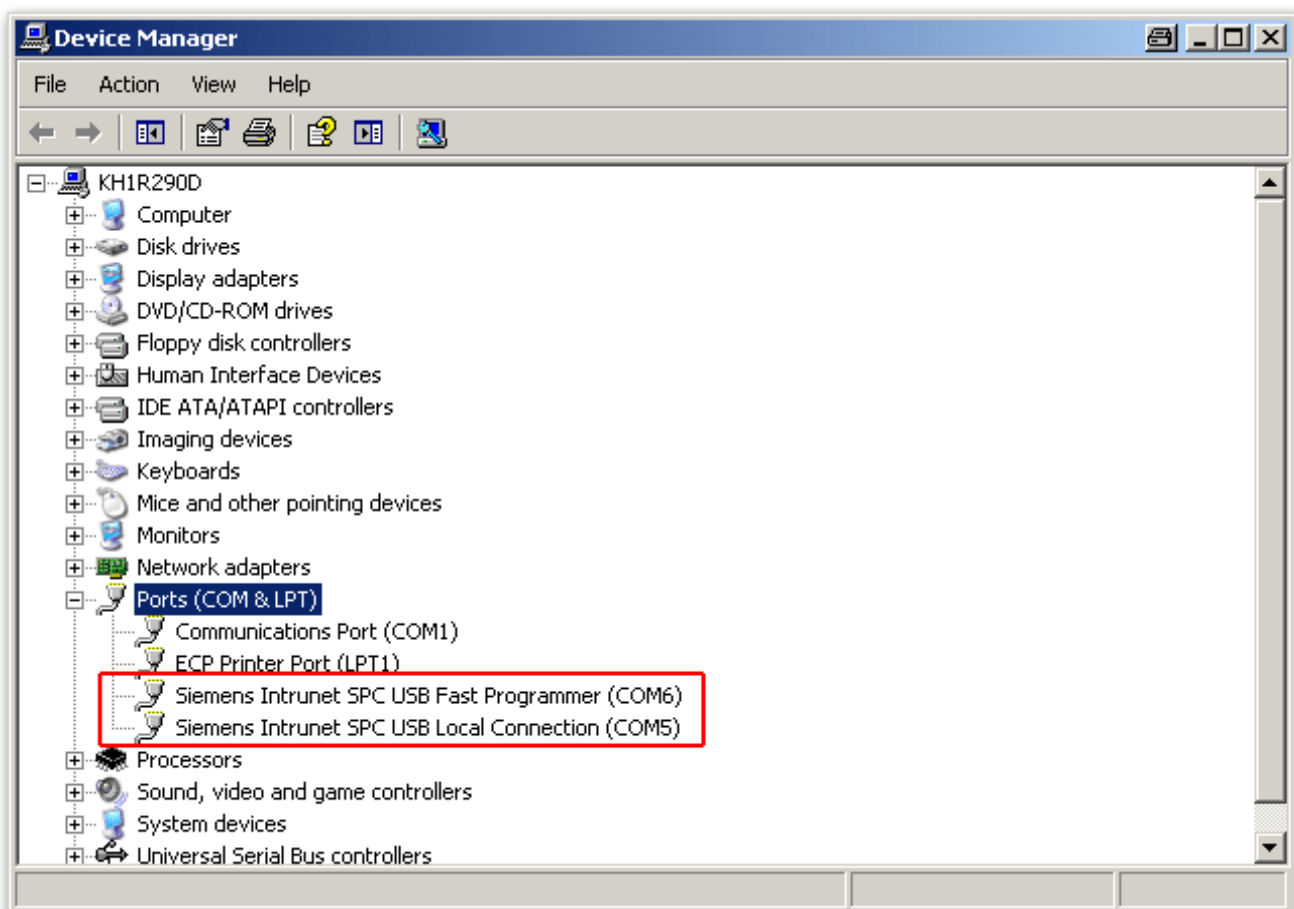 Device Manager
File Action View Help
KH1R290D
Computer
Disk drives
Display adapters
DVD/CD-ROM drives
Floppy disk controllers
Human Interface Devices
IDE ATA/ATAPI controllers
Imaging devices
Keyboards
Mice and other pointing devices
Monitors
Network adapters
Ports (COM & LPT)
Communications Port (COM1)
ECP Printer Port (LPT1)
Siemens Intrunet SPC USB Fast Programmer (COM6)
Siemens Intrunet SPC USB Local Connection (COM5)
Processors
Sound, video and game controllers
System devices
Universal Serial Bus controllers